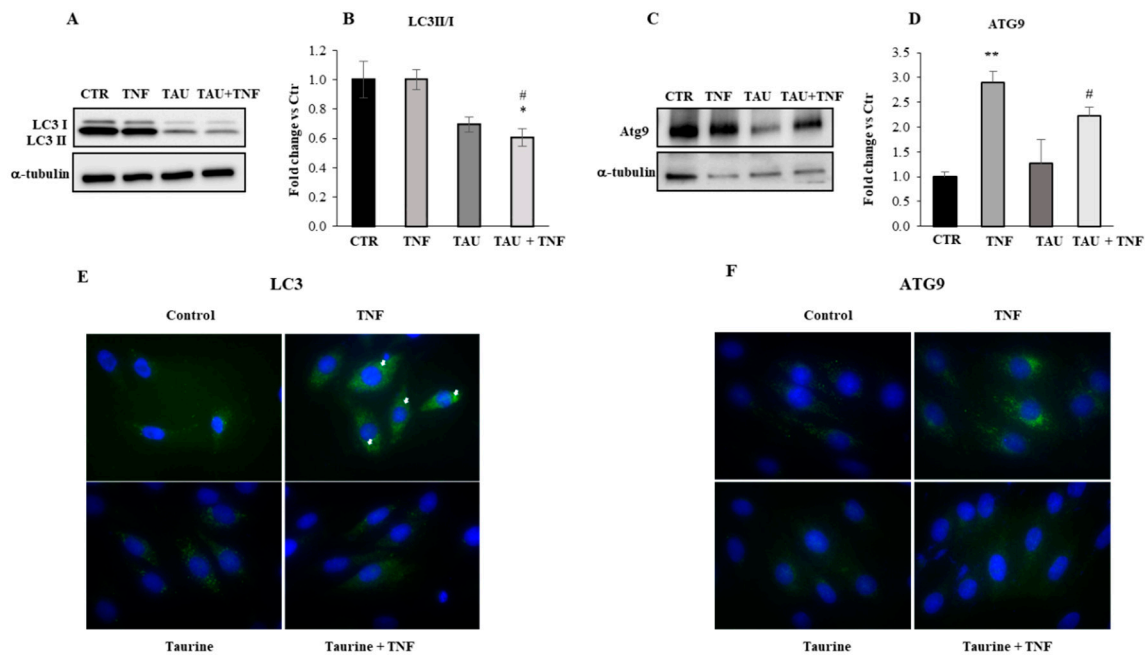 A
CTR TNF TAU TAU+TNF
LC3 I
LC3 II
α-tubulin
B
LC3II/I
Fold change vs Ctr
1.2
1.0
0.8
0.6
0.4
0.2
0.0
#
*
CTR TNF TAU TAU + TNF
C
CTR TNF TAU TAU+TNF
Atg9
α-tubulin
D
ATG9
Fold change vs Ctr
3.5
3.0
2.5
2.0
1.5
1.0
0.5
0.0
**
#
CTR TNF TAU TAU + TNF
E
LC3
Control TNF
Taurine Taurine + TNF
F
ATG9
Control TNF
Taurine Taurine + TNF